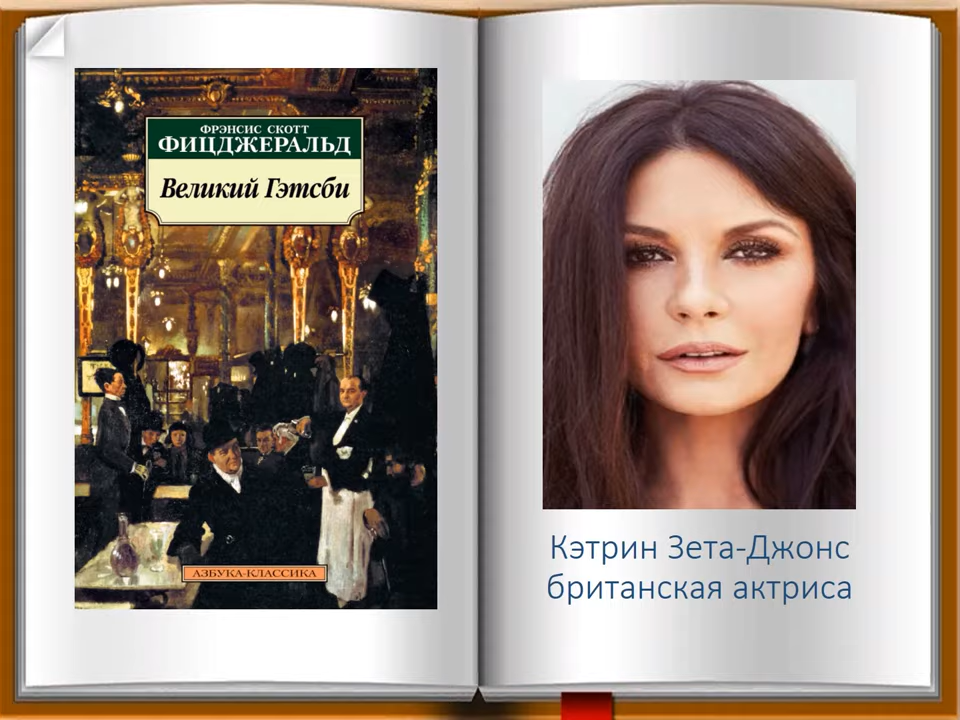 ФРЭНСИС СКОТТ
ФИЦДЖЕРАЛЬД
Великий Гэтсби
АЗБУКА-КЛАССИКА
Кэтрин Зета-Джонс
британская актриса